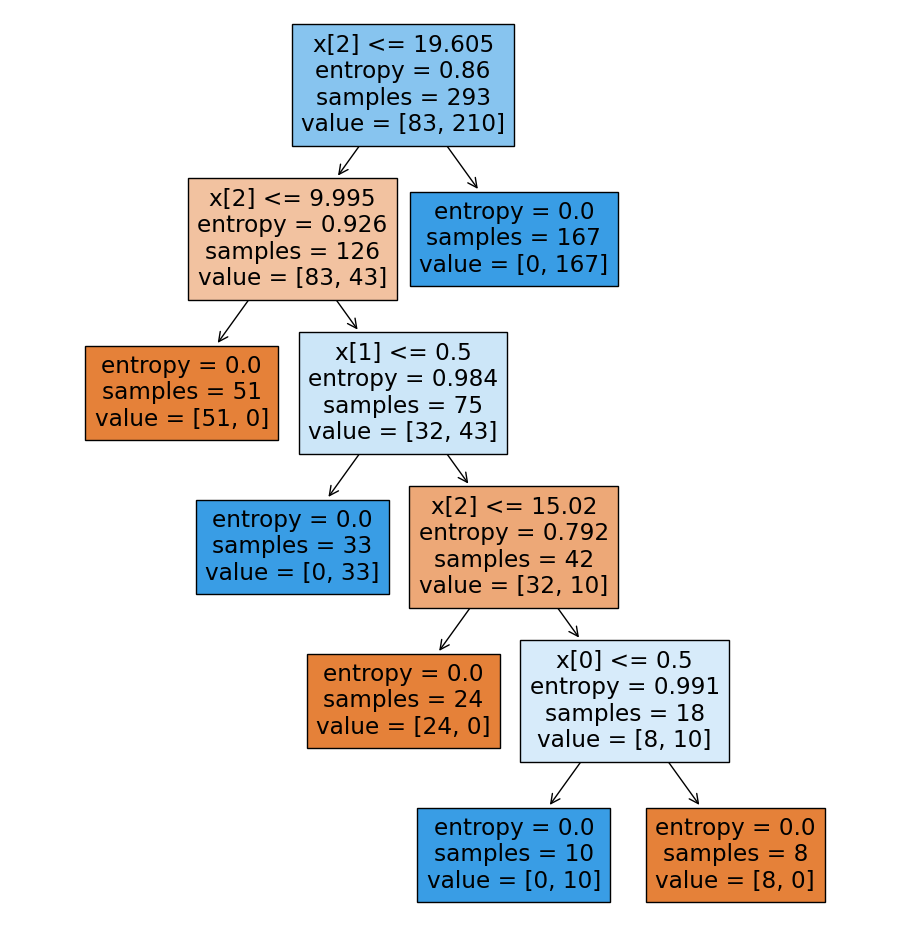 x[2] <= 19.605
entropy = 0.86
samples = 293
value = [83, 210]
x[2] <= 9.995
entropy = 0.926
samples = 126
value = [83, 43]
entropy = 0.0
samples = 167
value = [0, 167]
entropy = 0.0
samples = 51
value = [51, 0]
x[1] <= 0.5
entropy = 0.984
samples = 75
value = [32, 43]
entropy = 0.0
samples = 33
value = [0, 33]
x[2] <= 15.02
entropy = 0.792
samples = 42
value = [32, 10]
entropy = 0.0
samples = 24
value = [24, 0]
x[0] <= 0.5
entropy = 0.991
samples = 18
value = [8, 10]
entropy = 0.0
samples = 10
value = [0, 10]
entropy = 0.0
samples = 8
value = [8, 0]